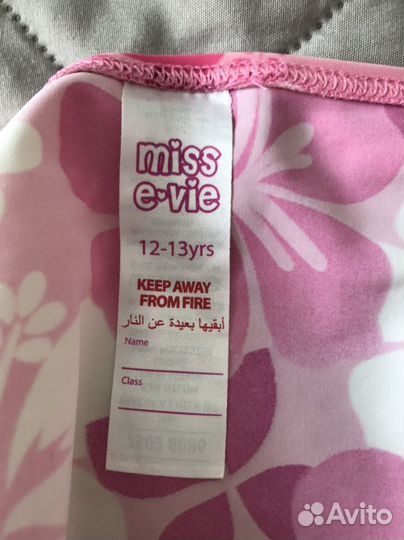 miss
e•vie
12-13yrs
KEEP AWAY
FROM FIRE
أبقيها بعيدة عن النار
Name
Class
Avito